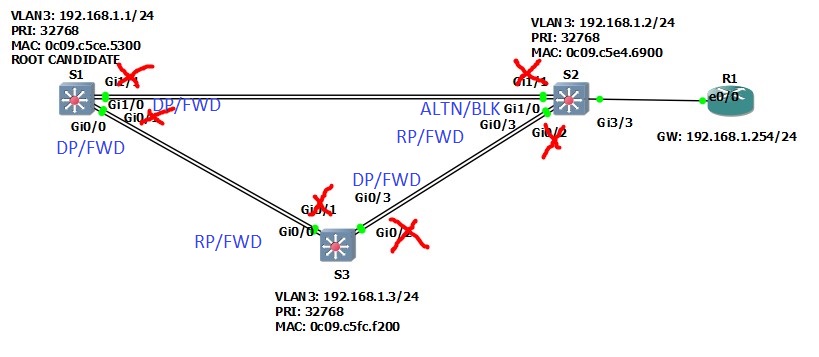 VLAN3: 192.168.1.1/24
PRI: 32768
MAC: 0c09.c5ce.5300
ROOT CANDIDATE
S1
Gi1/1
Gi1/0
DP/FWD
Gi0/1
Gi0/0
DP/FWD
VLAN3: 192.168.1.2/24
PRI: 32768
MAC: 0c09.c5e4.6900
S2
Gi1/1
ALTN/BLK
Gi1/0
Gi0/3
Gi0/2
RP/FWD
Gi3/3
R1
e0/0
GW: 192.168.1.254/24
DP/FWD
Gi0/3
Gi0/1
Gi0/0
Gi0/2
RP/FWD
S3
VLAN3: 192.168.1.3/24
PRI: 32768
MAC: 0c09.c5fc.f200